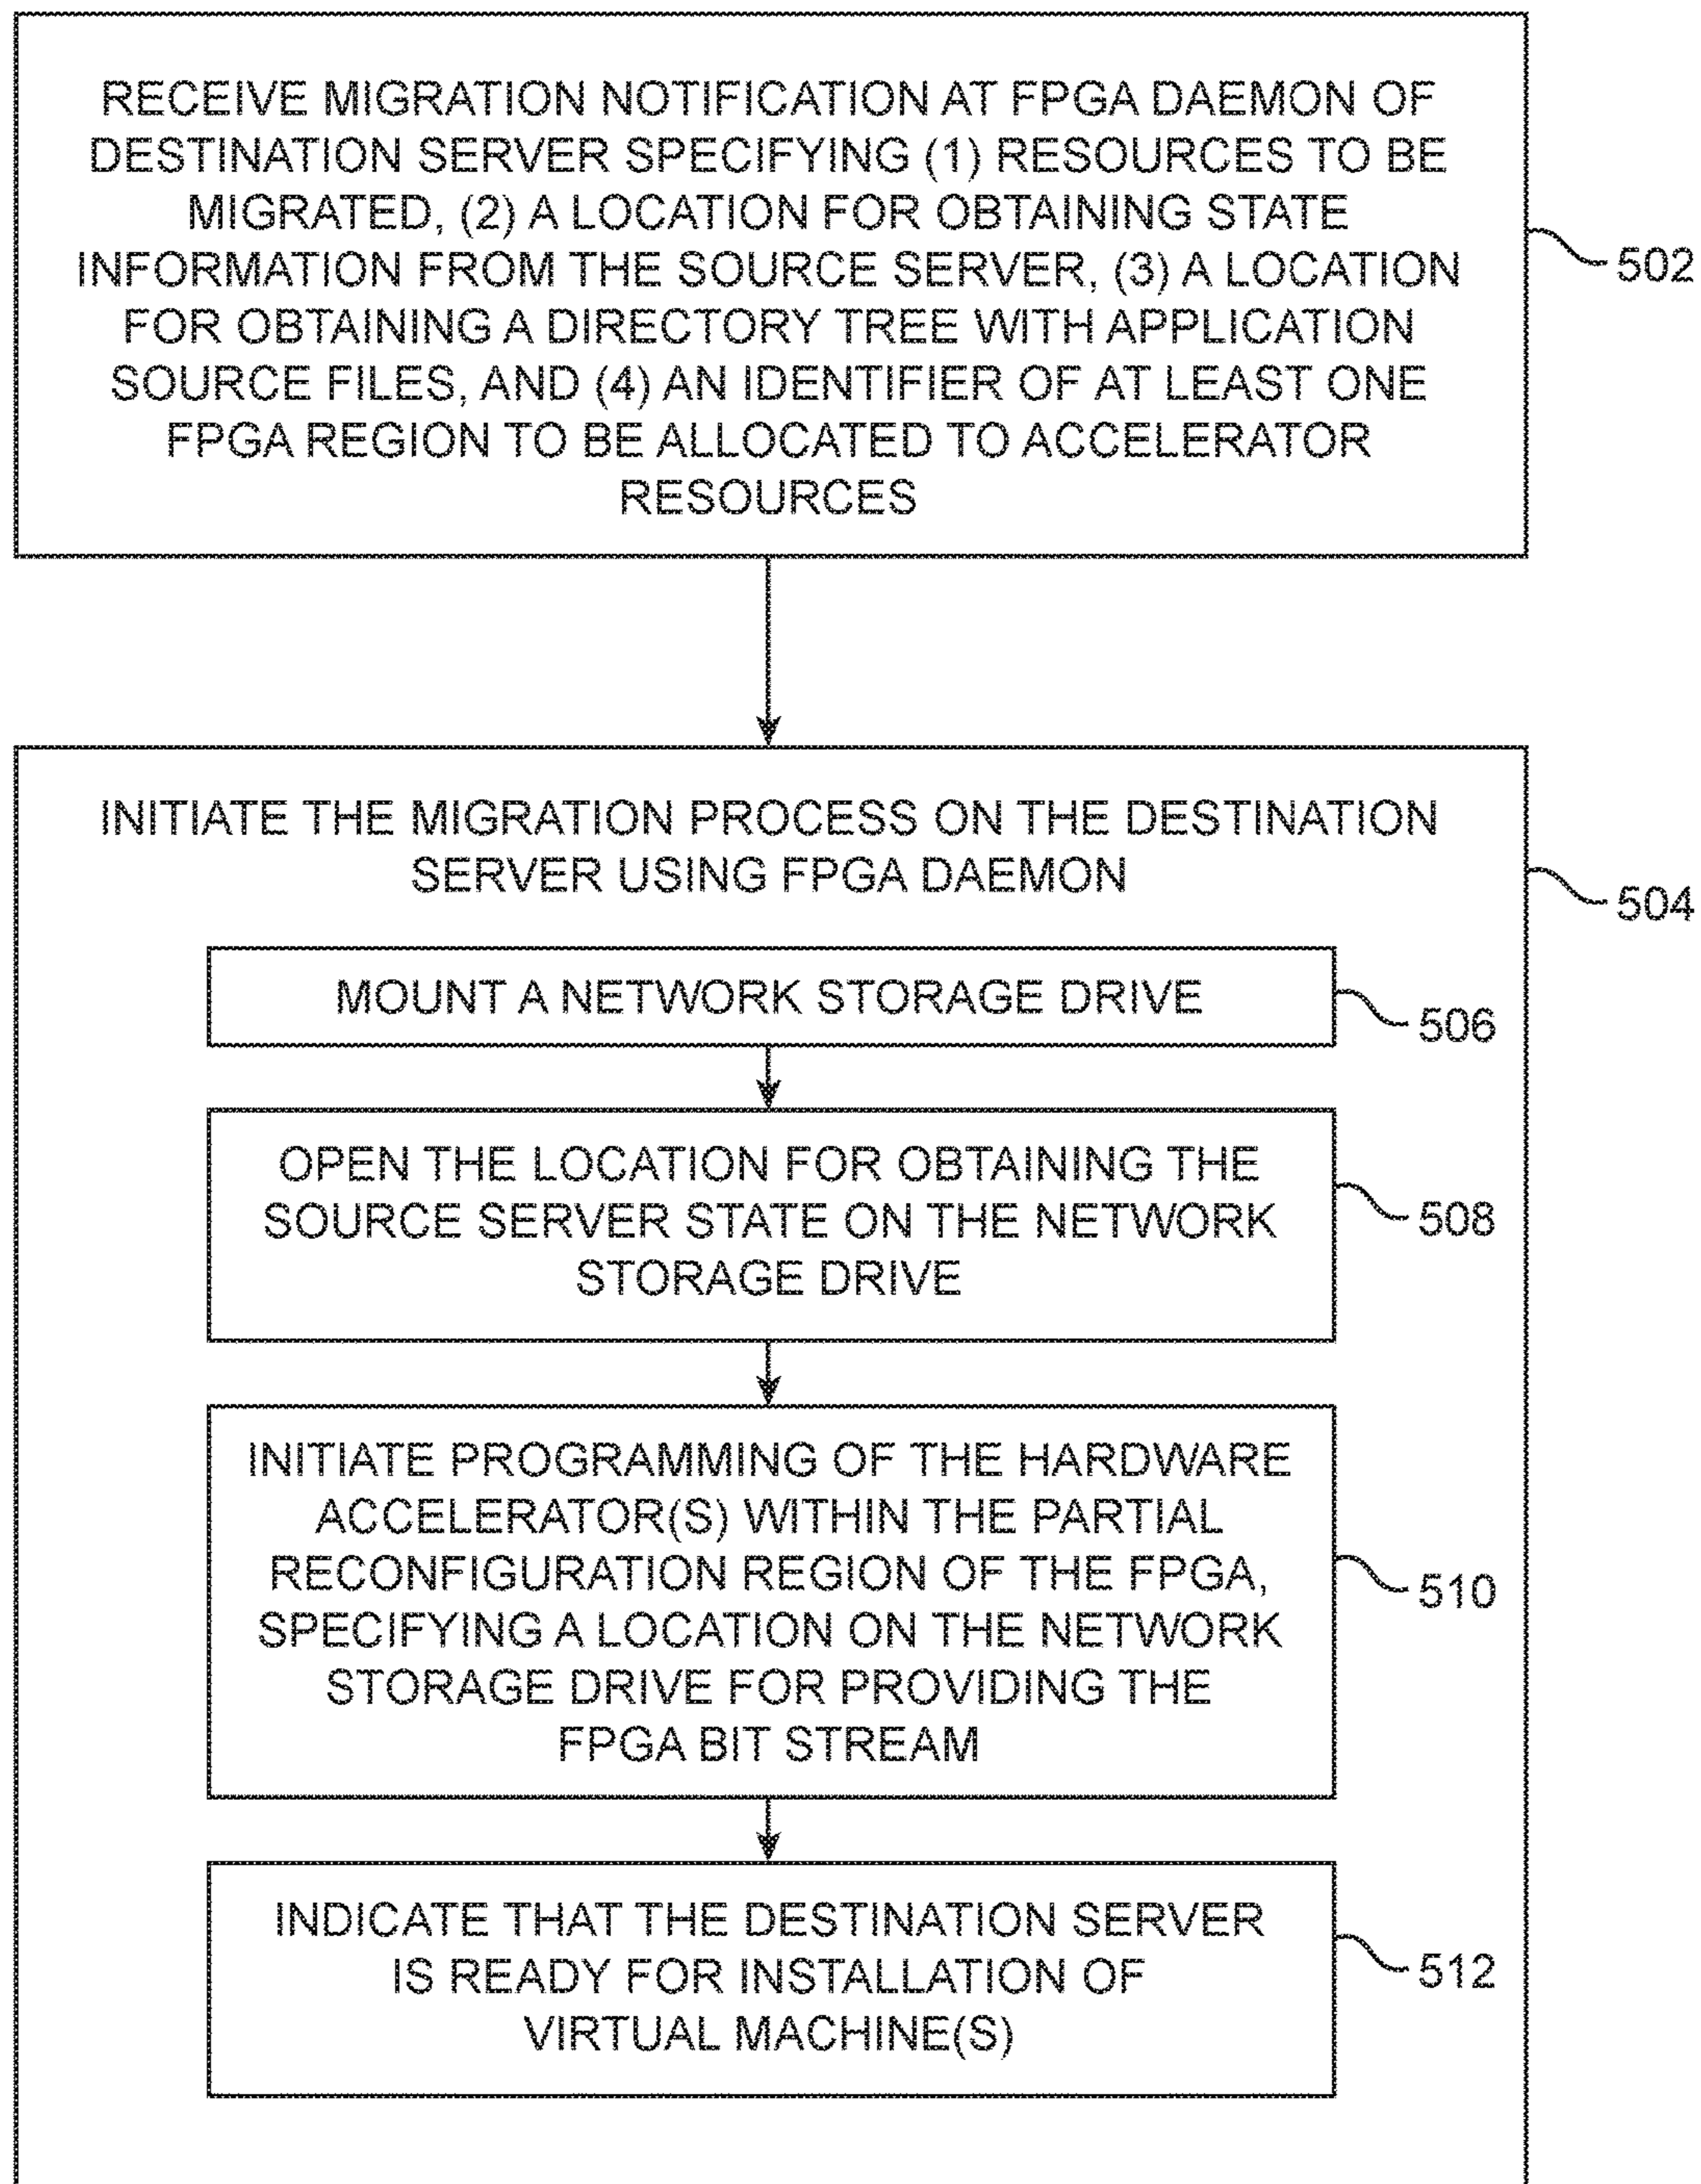 RECEIVE MIGRATION NOTIFICATION AT FPGA DAEMON OF
DESTINATION SERVER SPECIFYING (1) RESOURCES TO BE
MIGRATED, (2) A LOCATION FOR OBTAINING STATE
INFORMATION FROM THE SOURCE SERVER, (3) A LOCATION
FOR OBTAINING A DIRECTORY TREE WITH APPLICATION
SOURCE FILES, AND (4) AN IDENTIFIER OF AT LEAST ONE
FPGA REGION TO BE ALLOCATED TO ACCELERATOR
RESOURCES
502
INITIATE THE MIGRATION PROCESS ON THE DESTINATION
SERVER USING FPGA DAEMON
504
MOUNT A NETWORK STORAGE DRIVE
506
OPEN THE LOCATION FOR OBTAINING THE
SOURCE SERVER STATE ON THE NETWORK
STORAGE DRIVE
508
INITIATE PROGRAMMING OF THE HARDWARE
ACCELERATOR(S) WITHIN THE PARTIAL
RECONFIGURATION REGION OF THE FPGA,
SPECIFYING A LOCATION ON THE NETWORK
STORAGE DRIVE FOR PROVIDING THE
FPGA BIT STREAM
510
INDICATE THAT THE DESTINATION SERVER
IS READY FOR INSTALLATION OF
VIRTUAL MACHINE(S)
512